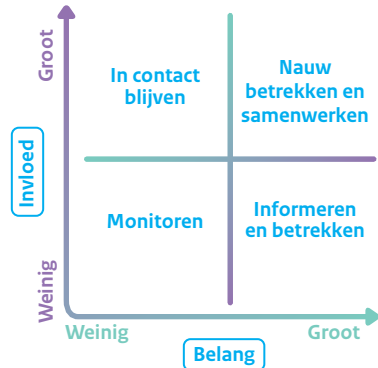 Groot
In contact
blijven
Nauw
betrekken en
samenwerken
Invloed
Monitoren
Informeren
en betrekken
Weinig
Weinig
Groot
Belang